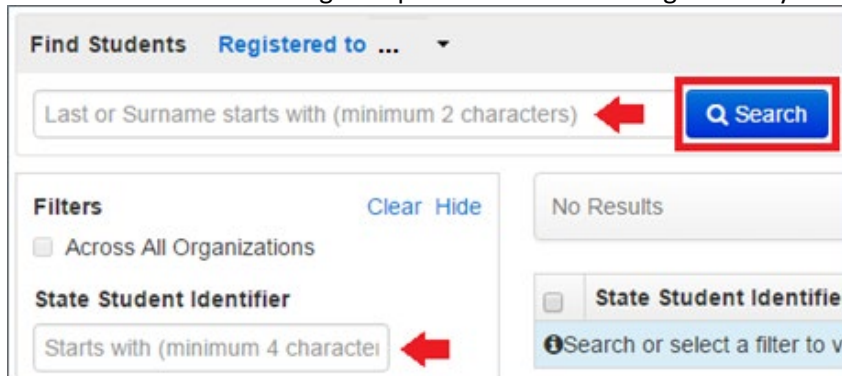 Find Students Registered to ...
Last or Surname starts with (minimum 2 characters)
Search
Filters Clear Hide
Across All Organizations
State Student Identifier
Starts with (minimum 4 character
No Results
State Student Identifie
Search or select a filter to v